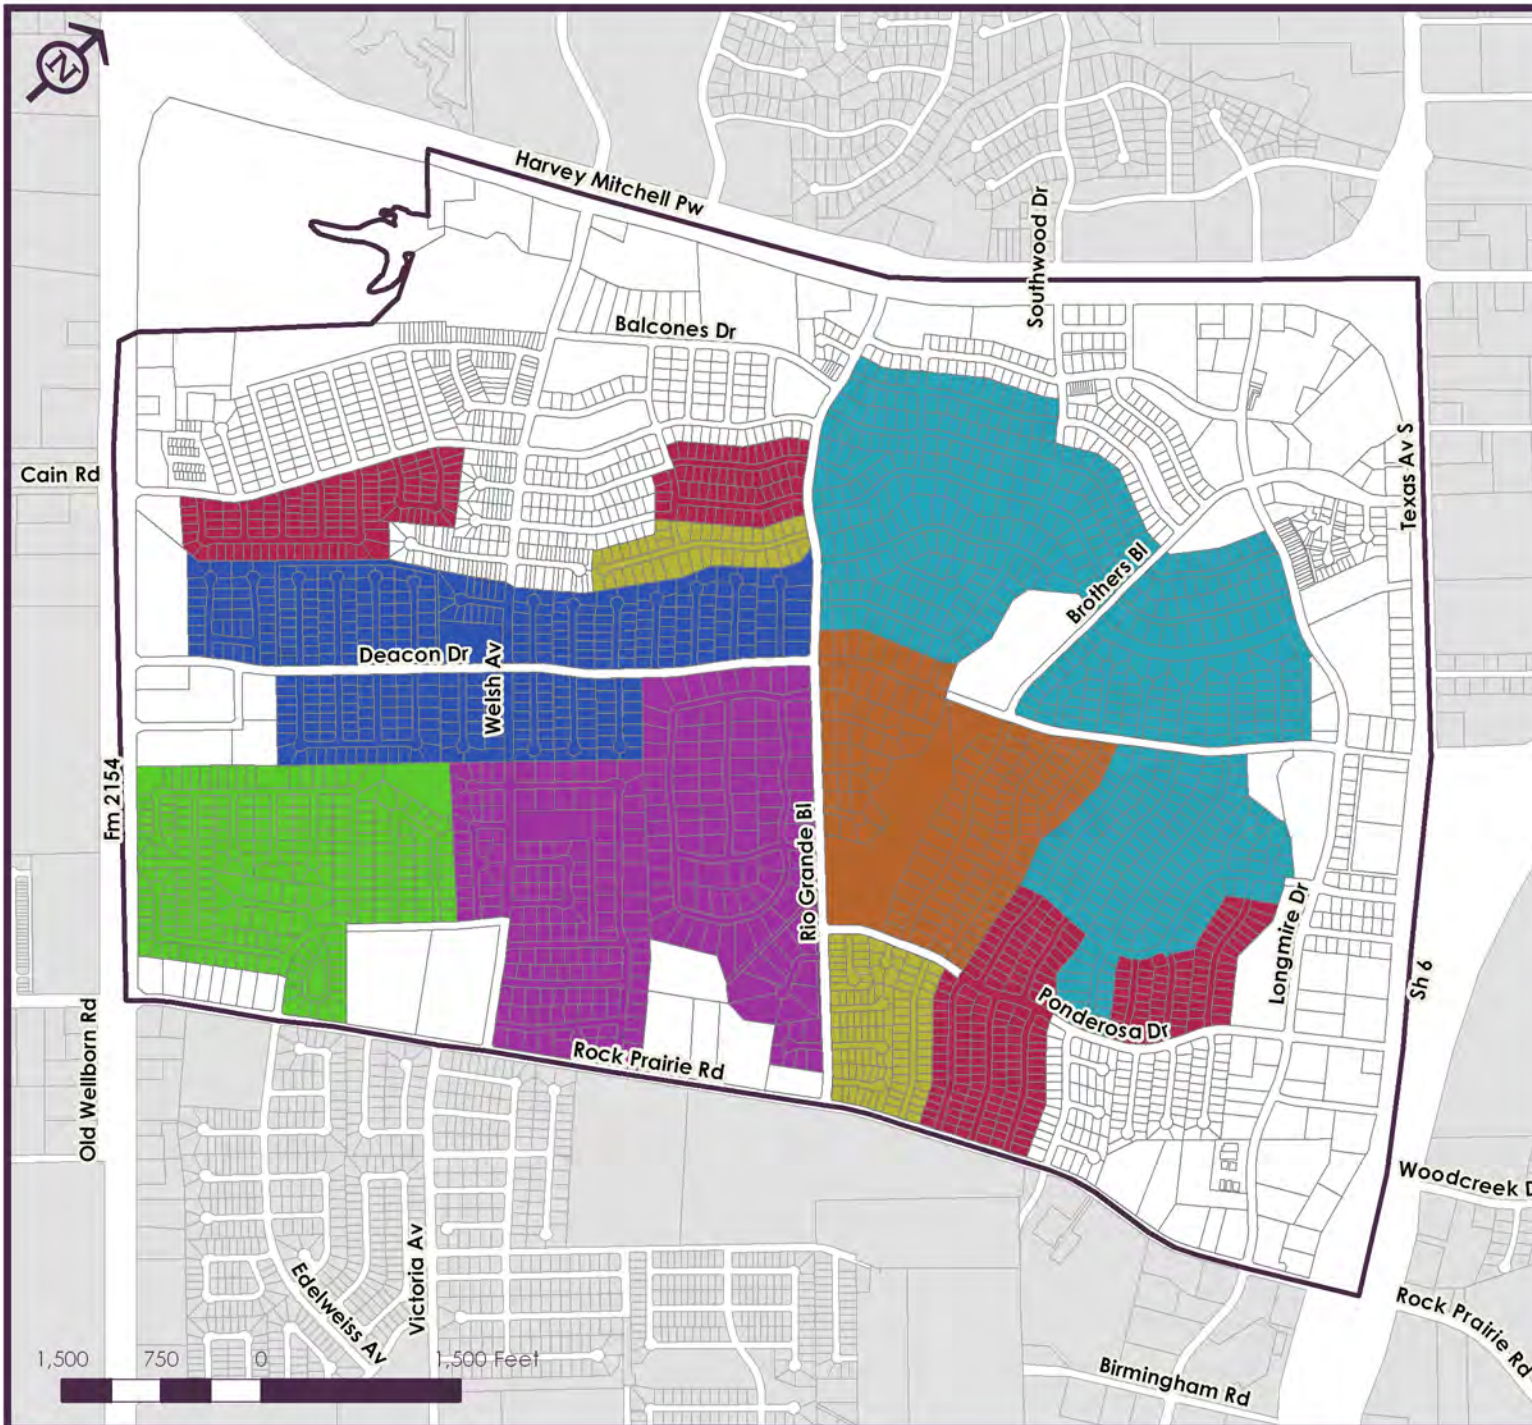 N
Harvey Mitchell Pw
Southwood Dr
Balcones Dr
Cain Rd
Texas Av S
Brothers Bl
Deacon Dr
Welsh Av
Fm 2154
Rio Grande Bl
Longmire Dr
Sh 6
Ponderosa Dr
Old Wellborn Rd
Rock Prairie Rd
Woodcreek D
Victoria Av
Edelweiss Av
Rock Prairie Rd
Birmingham Rd
1,500 750 0 1,500 Feet